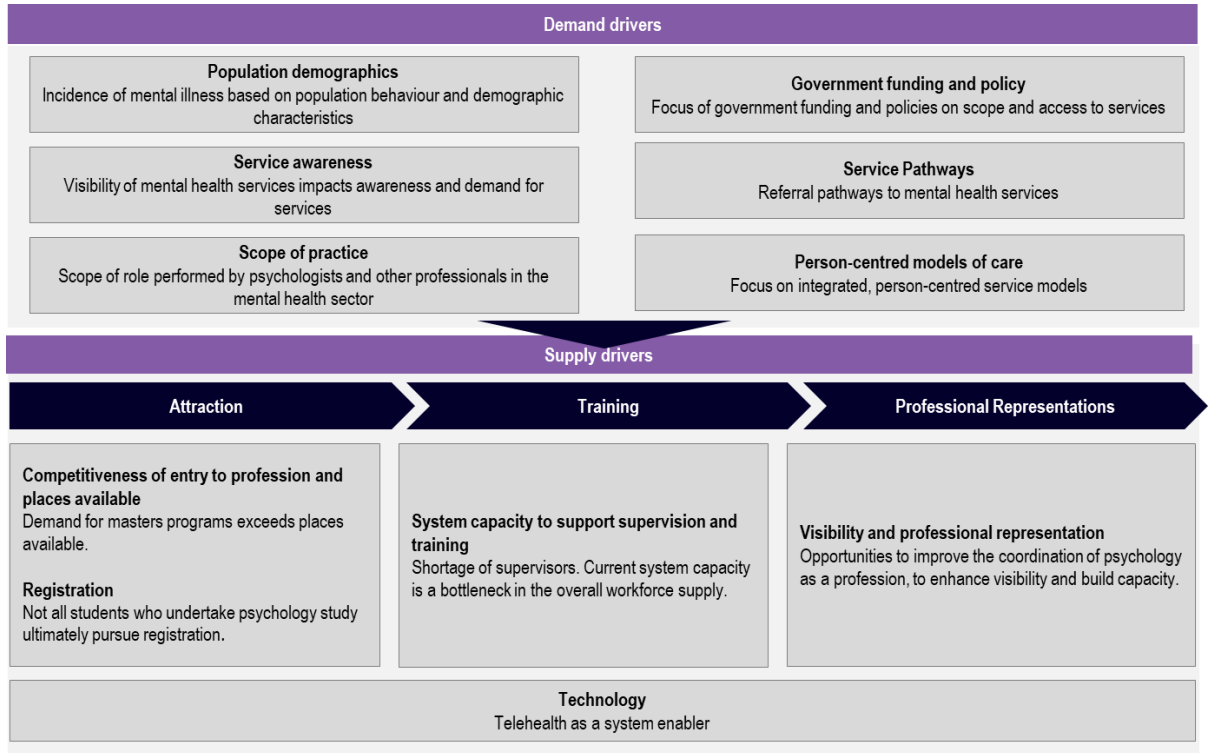 Demand drivers
Population demographics
Incidence of mental illness based on population behaviour and demographic
characteristics
Government funding and policy
Focus of government funding and policies on scope and access to services
Service awareness
Visibility of mental health services impacts awareness and demand for
services
Service Pathways
Referral pathways to mental health services
Scope of practice
Scope of role performed by psychologists and other professionals in the
mental health sector
Person-centred models of care
Focus on integrated, person-centred service models
Supply drivers
Attraction
Training
Professional Representations
Competitiveness of entry to profession and
places available
Demand for masters programs exceeds places
available.
Registration
Not all students who undertake psychology study
ultimately pursue registration.
System capacity to support supervision and
training
Shortage of supervisors. Current system capacity
is a bottleneck in the overall workforce supply.
Visibility and professional representation
Opportunities to improve the coordination of psychology
as a profession, to enhance visibility and build capacity.
Technology
Telehealth as a system enabler